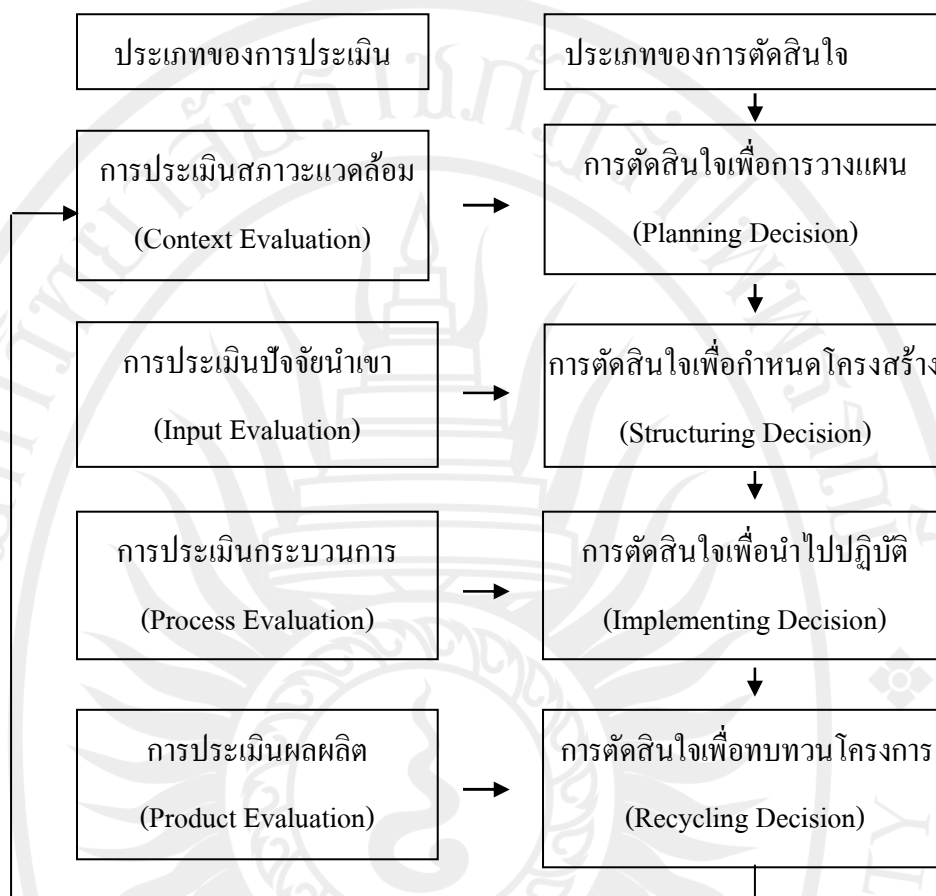 ประเภทของการประเมิน
ประเภทของการตัดสินใจ
การประเมินสภาวะแวดล้อม
(Context Evaluation)
การตัดสินใจเพื่อการวางแผน
(Planning Decision)
การประเมินปัจจัยนำเขา
(Input Evaluation)
การตัดสินใจเพื่อกำหนดโครงสร้าง
(Structuring Decision)
การประเมินกระบวนการ
(Process Evaluation)
การตัดสินใจเพื่อนำไปปฏิบัติ
(Implementing Decision)
การประเมินผลผลิต
(Product Evaluation)
การตัดสินใจเพื่อทบทวนโครงการ
(Recycling Decision)